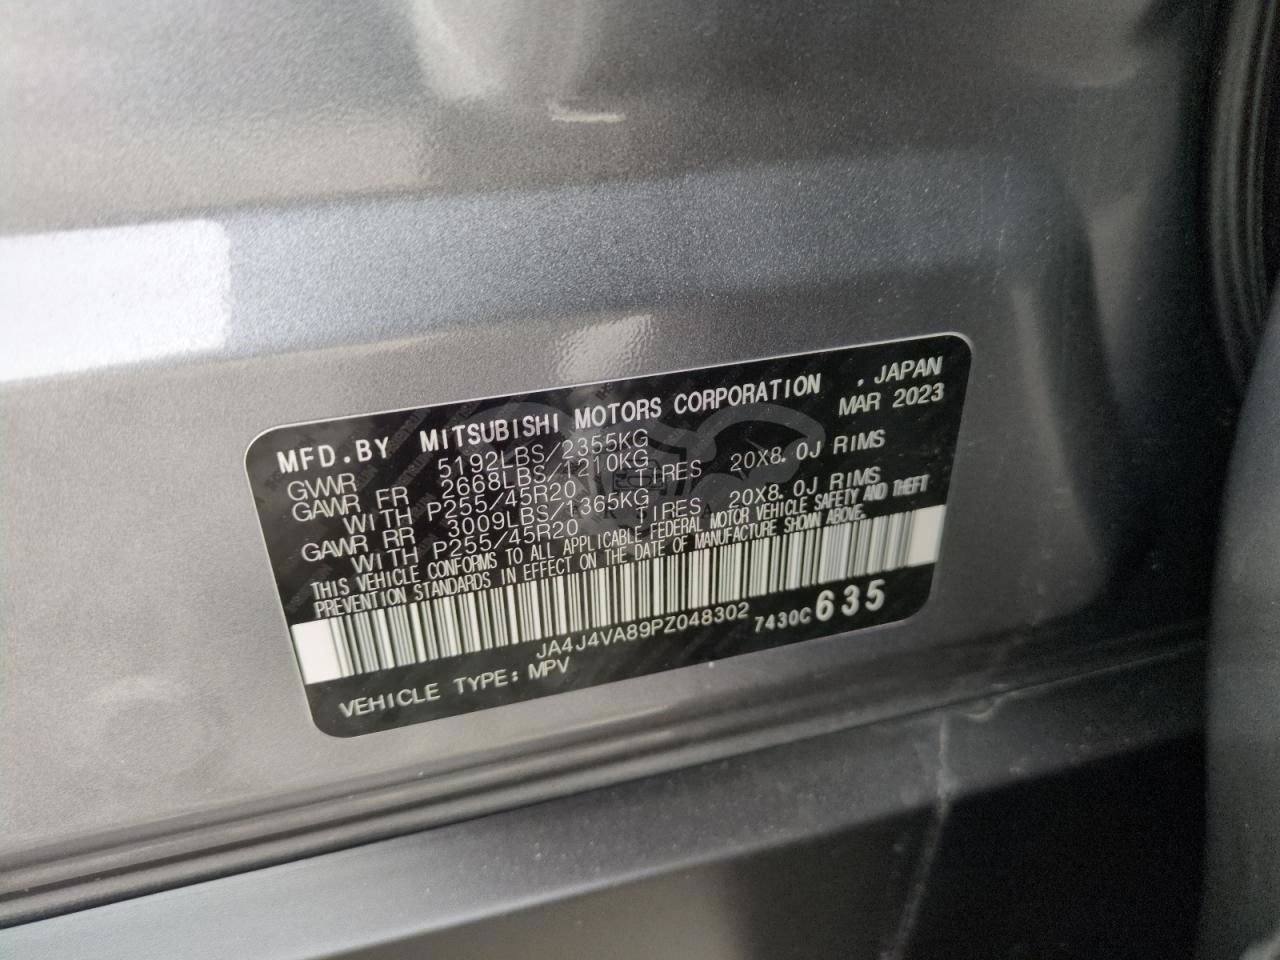 MFD.BY MITSUBISHI MOTORS CORPORATION . JAPAN
MAR 2023
GVWR 5192LBS/2355KG
GAWR FR 2668LBS/1210KG
WITH P255/45R20 TIRES 20X8.0J RIMS
GAWR RR 3009LBS/1365KG
WITH P255/45R20 TIRES 20X8.0J RIMS
THIS VEHICLE CONFORMS TO ALL APPLICABLE FEDERAL MOTOR VEHICLE SAFETY AND THEFT
PREVENTION STANDARDS IN EFFECT ON THE DATE OF MANUFACTURE SHOWN ABOVE.
JA4J4VA89PZ048302 7430C 635
VEHICLE TYPE: MPV